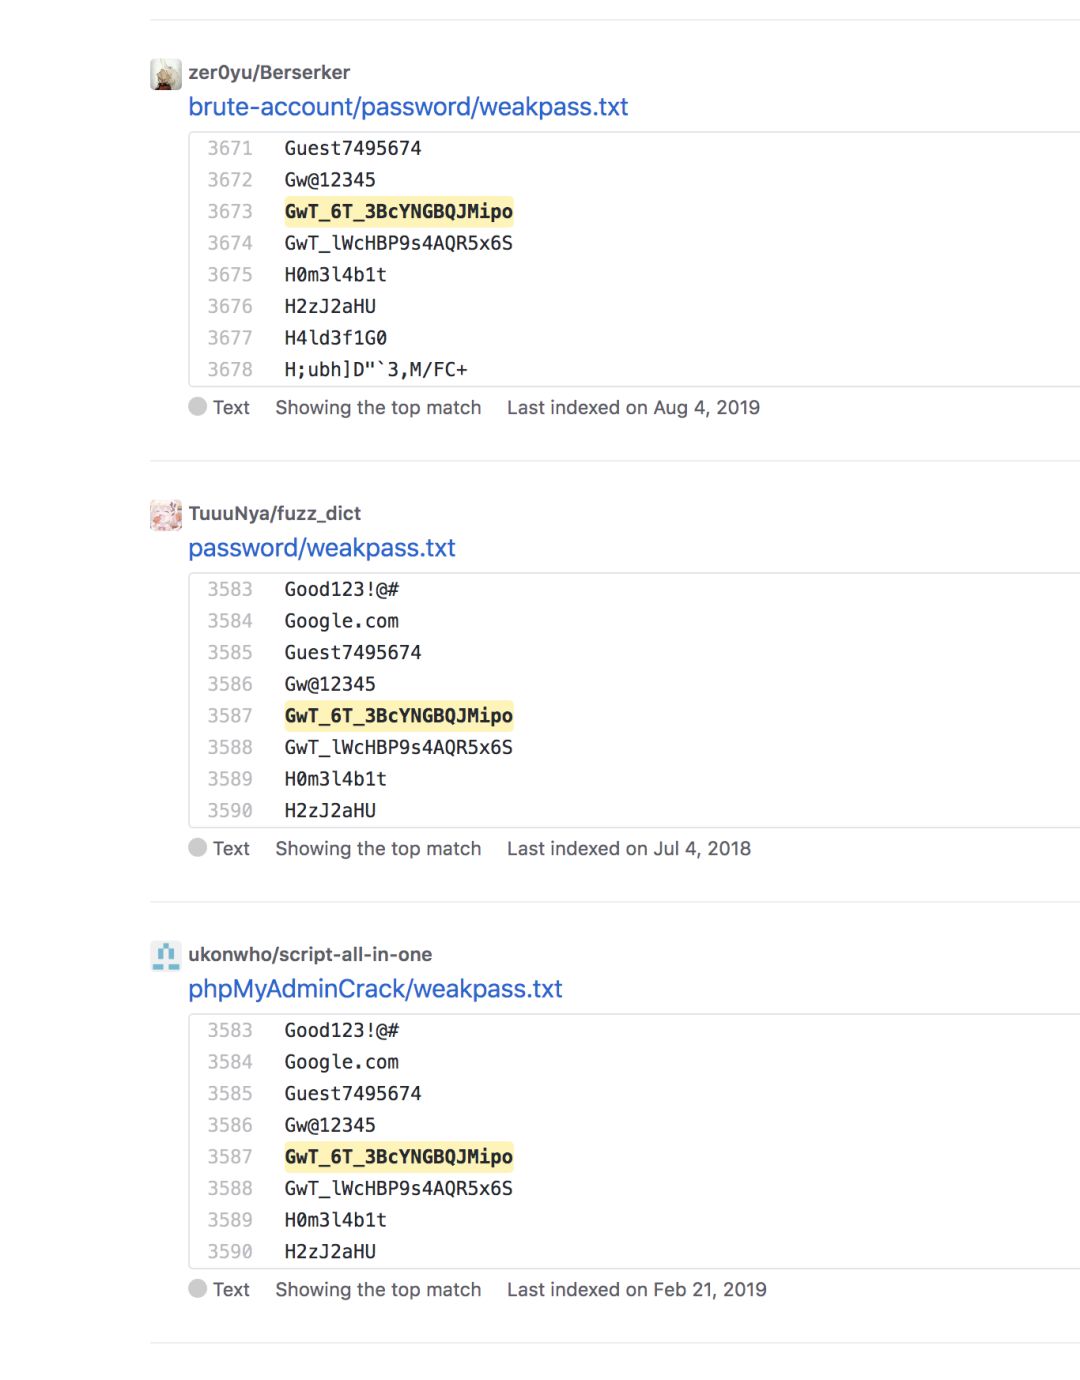 zer0yu/Berserker
brute-account/password/weakpass.txt
3671 Guest7495674
3672 Gw@12345
3673 GwT_6T_3BcYNGBQJMipo
3674 GwT_lWcHBP9s4AQR5x6S
3675 H0m3l4b1t
3676 H2zJ2aHU
3677 H4ld3f1G0
3678 H;ubh]D"`3,M/FC+
Text Showing the top match Last indexed on Aug 4, 2019
TuuuNya/fuzz_dict
password/weakpass.txt
3583 Good123!@#
3584 Google.com
3585 Guest7495674
3586 Gw@12345
3587 GwT_6T_3BcYNGBQJMipo
3588 GwT_lWcHBP9s4AQR5x6S
3589 H0m3l4b1t
3590 H2zJ2aHU
Text Showing the top match Last indexed on Jul 4, 2018
ukonwho/script-all-in-one
phpMyAdminCrack/weakpass.txt
3583 Good123!@#
3584 Google.com
3585 Guest7495674
3586 Gw@12345
3587 GwT_6T_3BcYNGBQJMipo
3588 GwT_lWcHBP9s4AQR5x6S
3589 H0m3l4b1t
3590 H2zJ2aHU
Text Showing the top match Last indexed on Feb 21, 2019